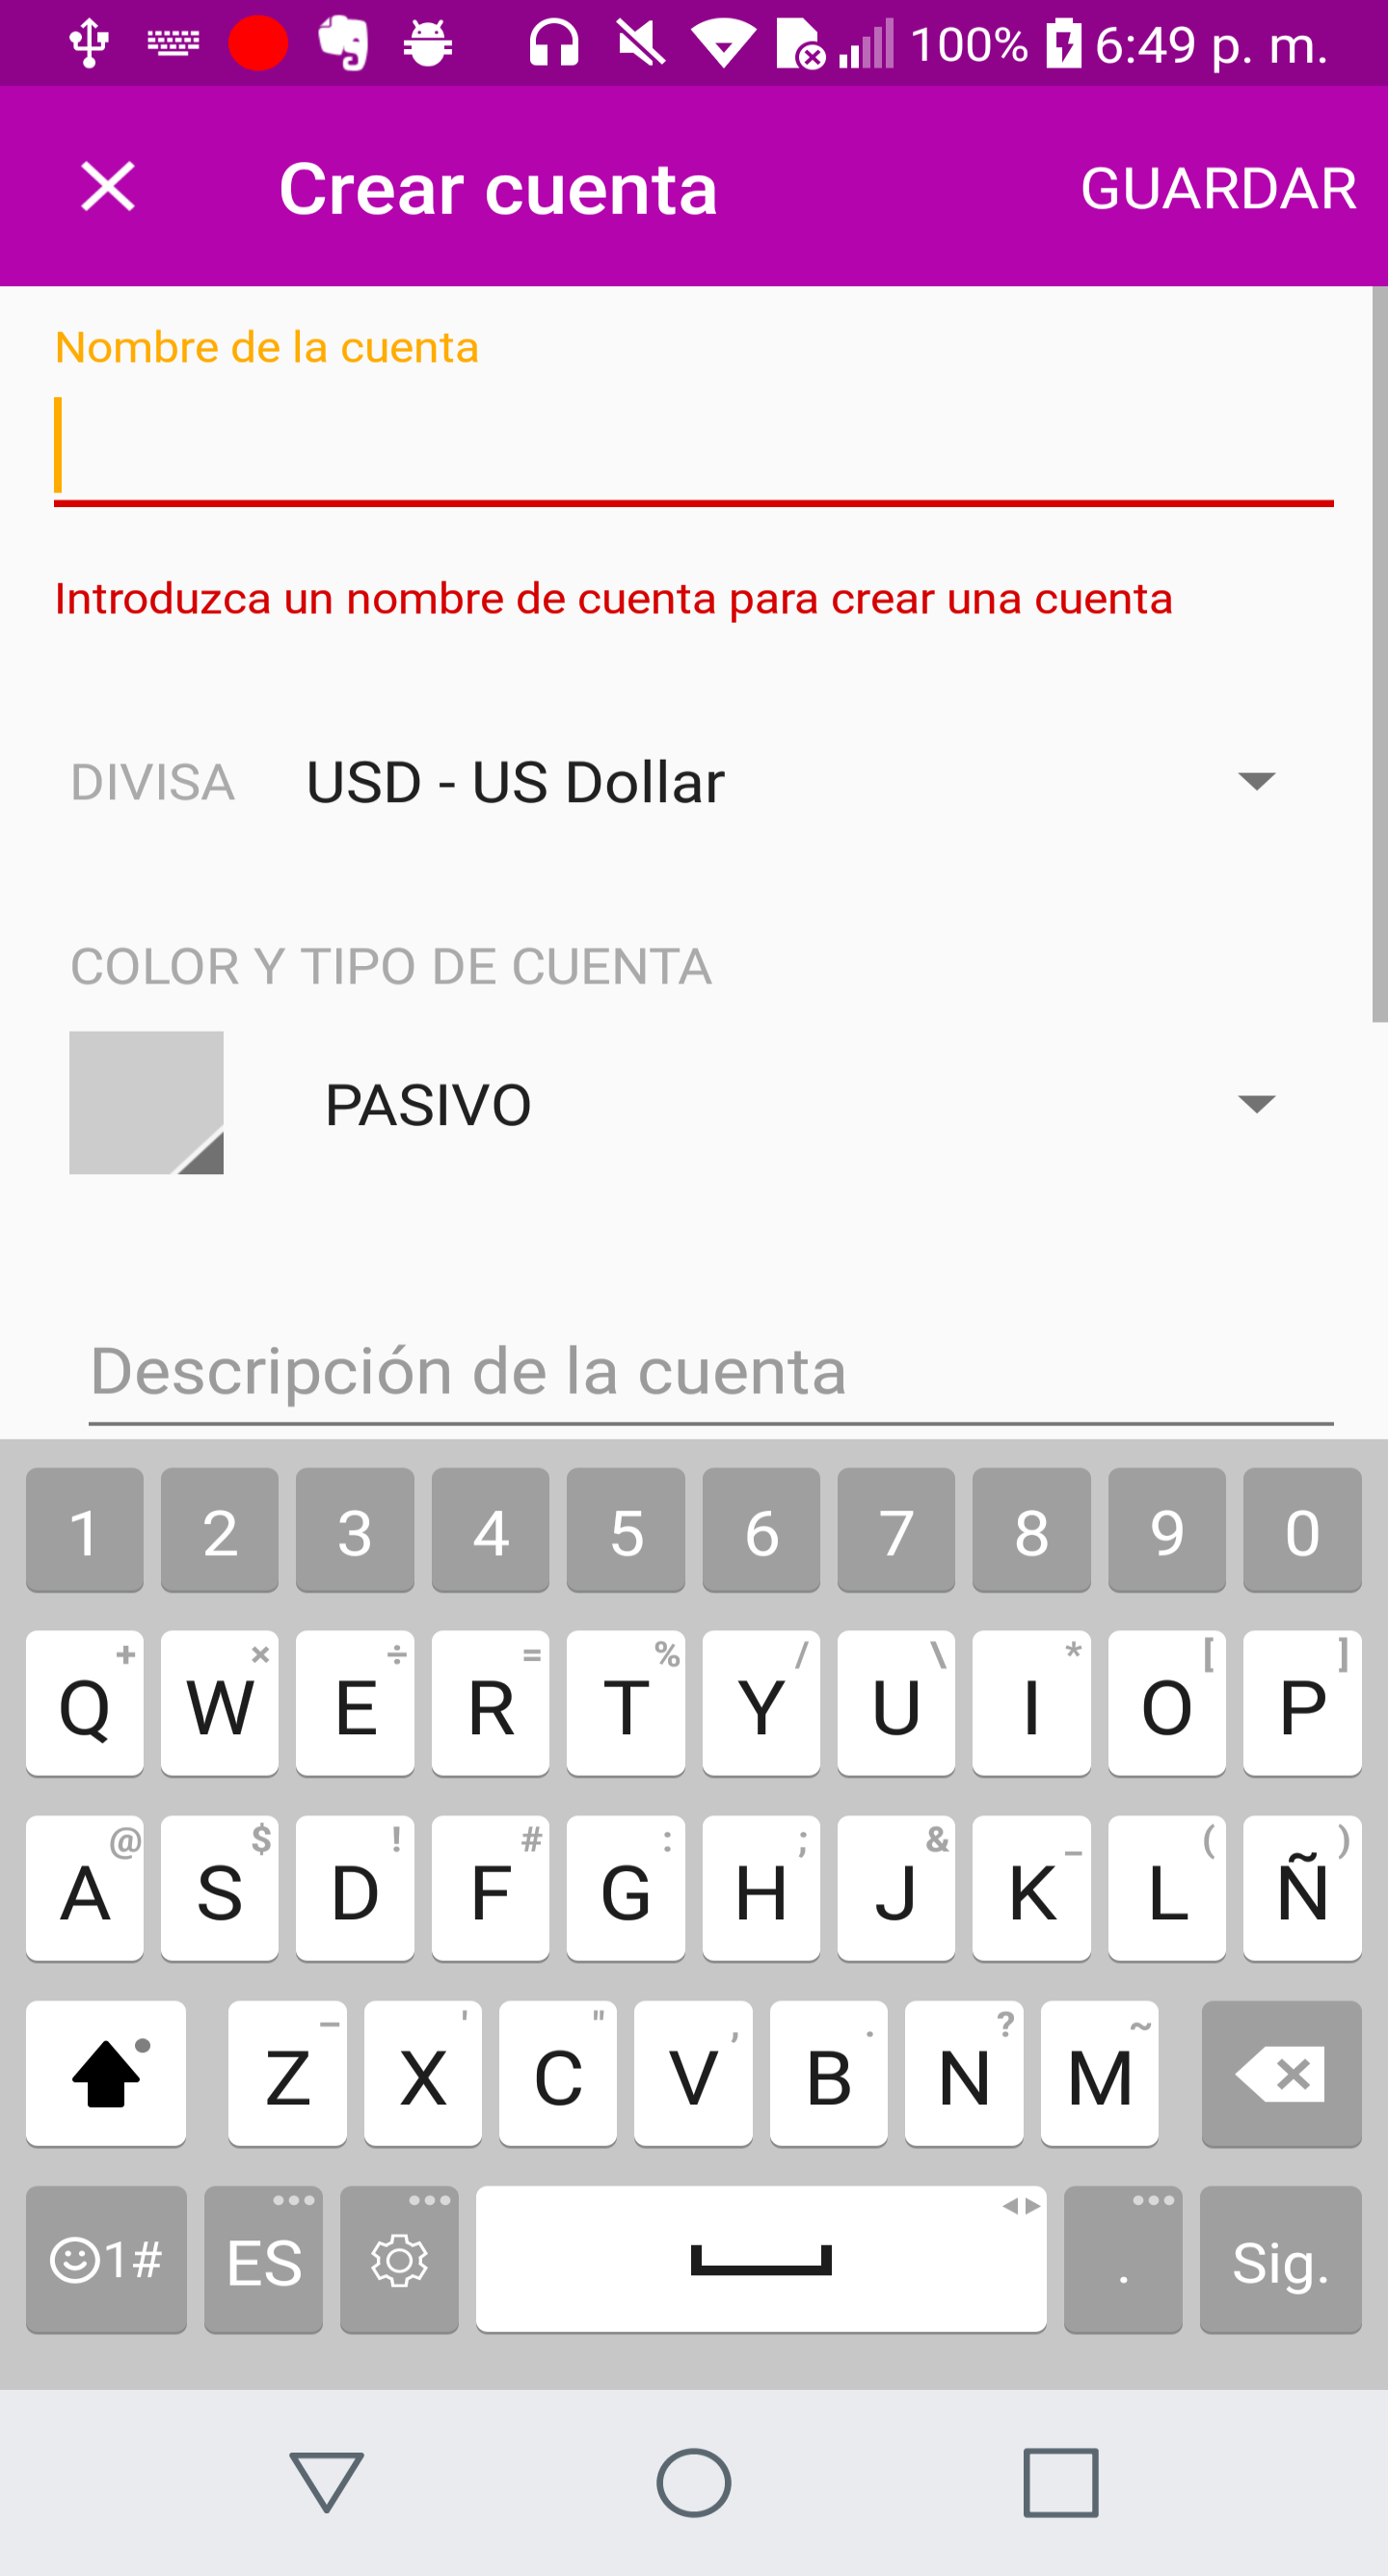 100% 6:49 p. m.
Crear cuenta GUARDAR
Nombre de la cuenta
Introduzca un nombre de cuenta para crear una cuenta
DIVISA USD - US Dollar
COLOR Y TIPO DE CUENTA
PASIVO
Descripción de la cuenta
1 2 3 4 5 6 7 8 9 0
+ × ÷ = % / \ * [ ]
Q W E R T Y U I O P
@ $ ! # : ; & _ ( )
A S D F G H J K L Ñ
– ' " , . ? ~
Z X C V B N M
1# ES . Sig.